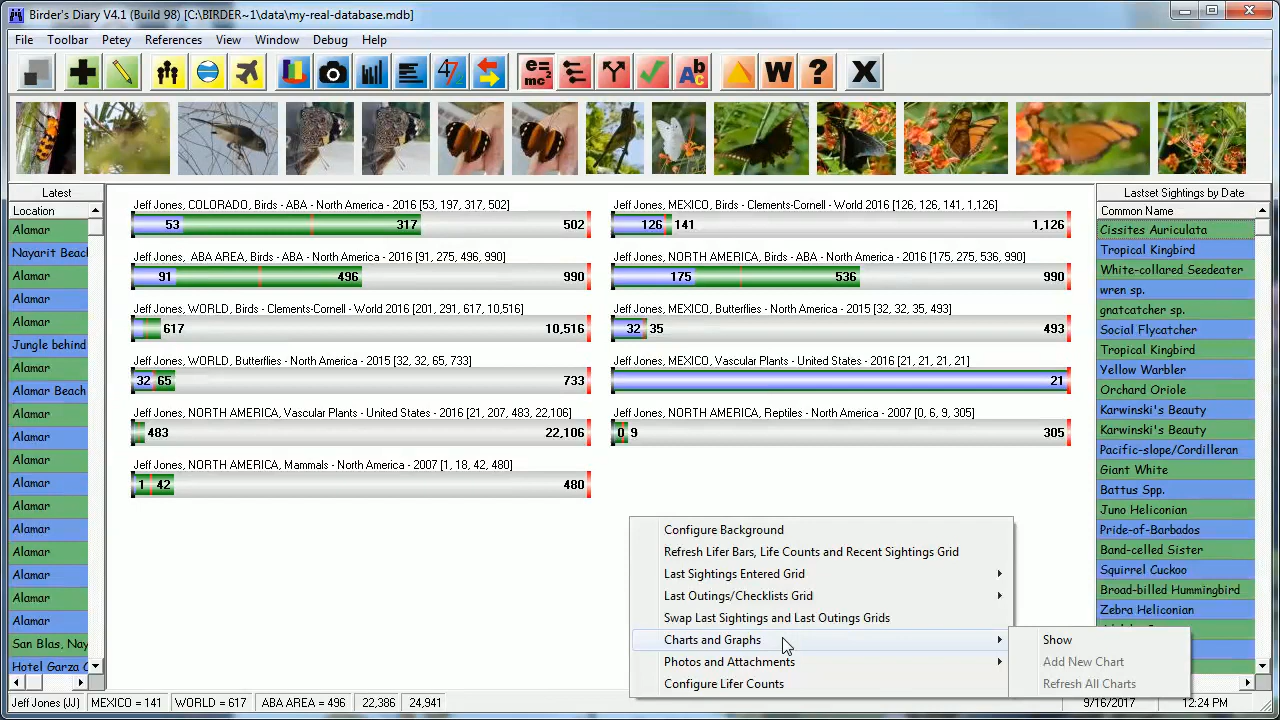 Birder's Diary V4.1 (Build 98) [C:\BIRDER~1\data\my-real-database.mdb]
File Toolbar Petey References View Window Debug Help
e= mc² 47 Abc W ? X
Latest
Location
Alamar
Nayarit Beach
Alamar
Alamar
Alamar
Jungle behind
Alamar
Alamar Beach
Alamar
Alamar
Alamar
Alamar
Alamar
Alamar
Alamar
Alamar
Alamar
Alamar
San Blas, Nay
Hotel Garza C
Jeff Jones, COLORADO, Birds - ABA - North America - 2016 [53, 197, 317, 502]
53 317 502
Jeff Jones, MEXICO, Birds - Clements-Cornell - World 2016 [126, 126, 141, 1,126]
126 141 1,126
Jeff Jones, ABA AREA, Birds - ABA - North America - 2016 [91, 275, 496, 990]
91 496 990
Jeff Jones, NORTH AMERICA, Birds - ABA - North America - 2016 [175, 275, 536, 990]
175 536 990
Jeff Jones, WORLD, Birds - Clements-Cornell - World 2016 [201, 291, 617, 10,516]
617 10,516
Jeff Jones, MEXICO, Butterflies - North America - 2015 [32, 32, 35, 493]
32 35 493
Jeff Jones, WORLD, Butterflies - North America - 2015 [32, 32, 65, 733]
32 65 733
Jeff Jones, MEXICO, Vascular Plants - United States - 2016 [21, 21, 21, 21]
21
Jeff Jones, NORTH AMERICA, Vascular Plants - United States - 2016 [21, 207, 483, 22,106]
483 22,106
Jeff Jones, NORTH AMERICA, Reptiles - North America - 2007 [0, 6, 9, 305]
0 9 305
Jeff Jones, NORTH AMERICA, Mammals - North America - 2007 [1, 18, 42, 480]
1 42 480
Configure Background
Refresh Lifer Bars, Life Counts and Recent Sightings Grid
Last Sightings Entered Grid
Last Outings/Checklists Grid
Swap Last Sightings and Last Outings Grids
Charts and Graphs
Photos and Attachments
Configure Lifer Counts
Show
Add New Chart
Refresh All Charts
Lastset Sightings by Date
Common Name
Cissites Auriculata
Tropical Kingbird
White-collared Seedeater
wren sp.
gnatcatcher sp.
Social Flycatcher
Tropical Kingbird
Yellow Warbler
Orchard Oriole
Karwinski's Beauty
Karwinski's Beauty
Pacific-slope/Cordilleran
Giant White
Battus Spp.
Juno Heliconian
Pride-of-Barbados
Band-celled Sister
Squirrel Cuckoo
Broad-billed Hummingbird
Zebra Heliconian
Jeff Jones (JJ) MEXICO = 141 WORLD = 617 ABA AREA = 496 22,386 24,941 9/16/2017 12:24 PM